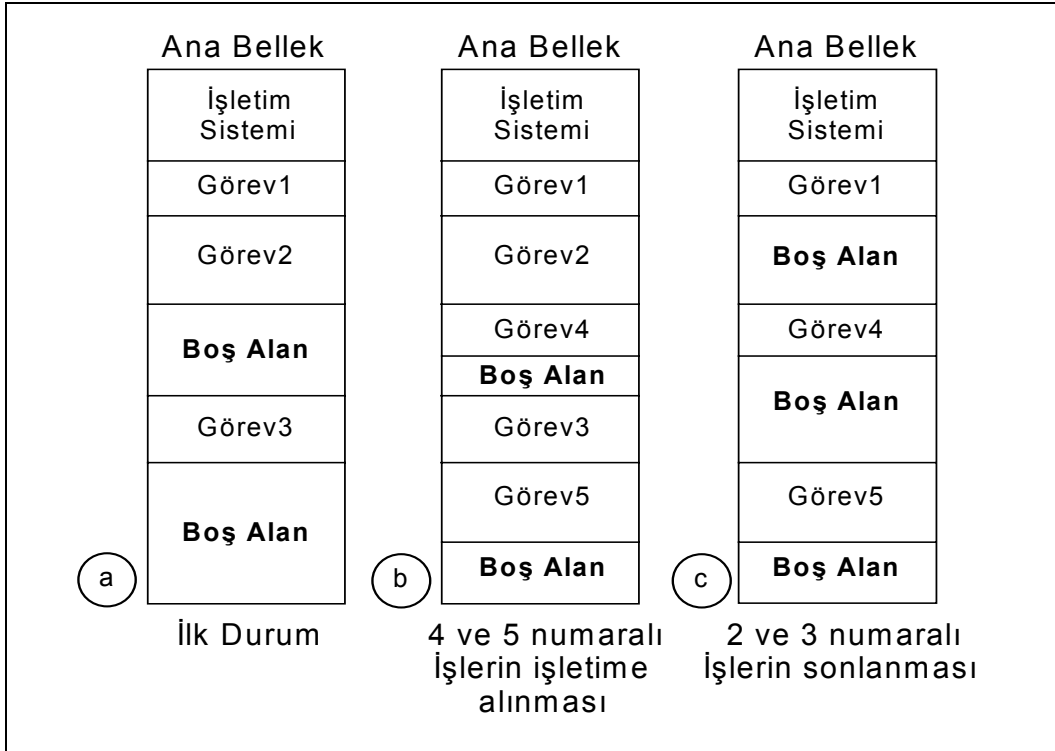 Ana Bellek
İşletim
Sistemi
Görev1
Görev2
Boş Alan
Görev3
Boş Alan
a
İlk Durum
Ana Bellek
İşletim
Sistemi
Görev1
Görev2
Görev4
Boş Alan
Görev3
Görev5
Boş Alan
b
4 ve 5 numaralı
İşlerin işletime
alınması
Ana Bellek
İşletim
Sistemi
Görev1
Boş Alan
Görev4
Boş Alan
Görev5
Boş Alan
c
2 ve 3 numaralı
İşlerin sonlanması